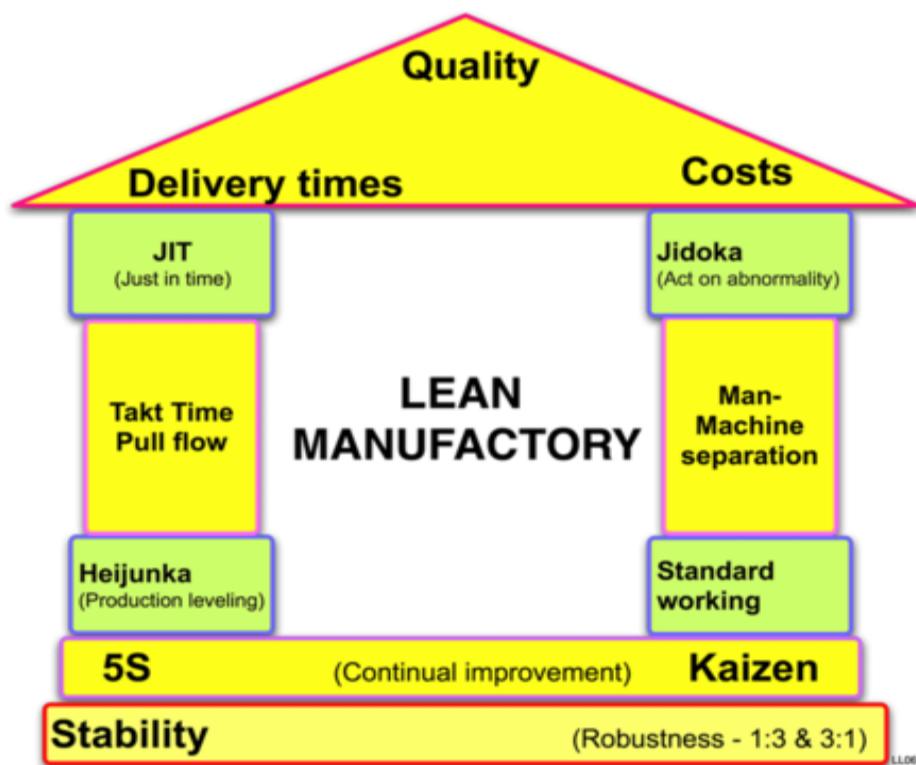 Quality
Delivery times
Costs
JIT
(Just in time)
Jidoka
(Act on abnormality)
Takt Time
Pull flow
LEAN
MANUFACTORY
Man-
Machine
separation
Heijunka
(Production leveling)
Standard
working
5S (Continual improvement) Kaizen
Stability (Robustness - 1:3 & 3:1)